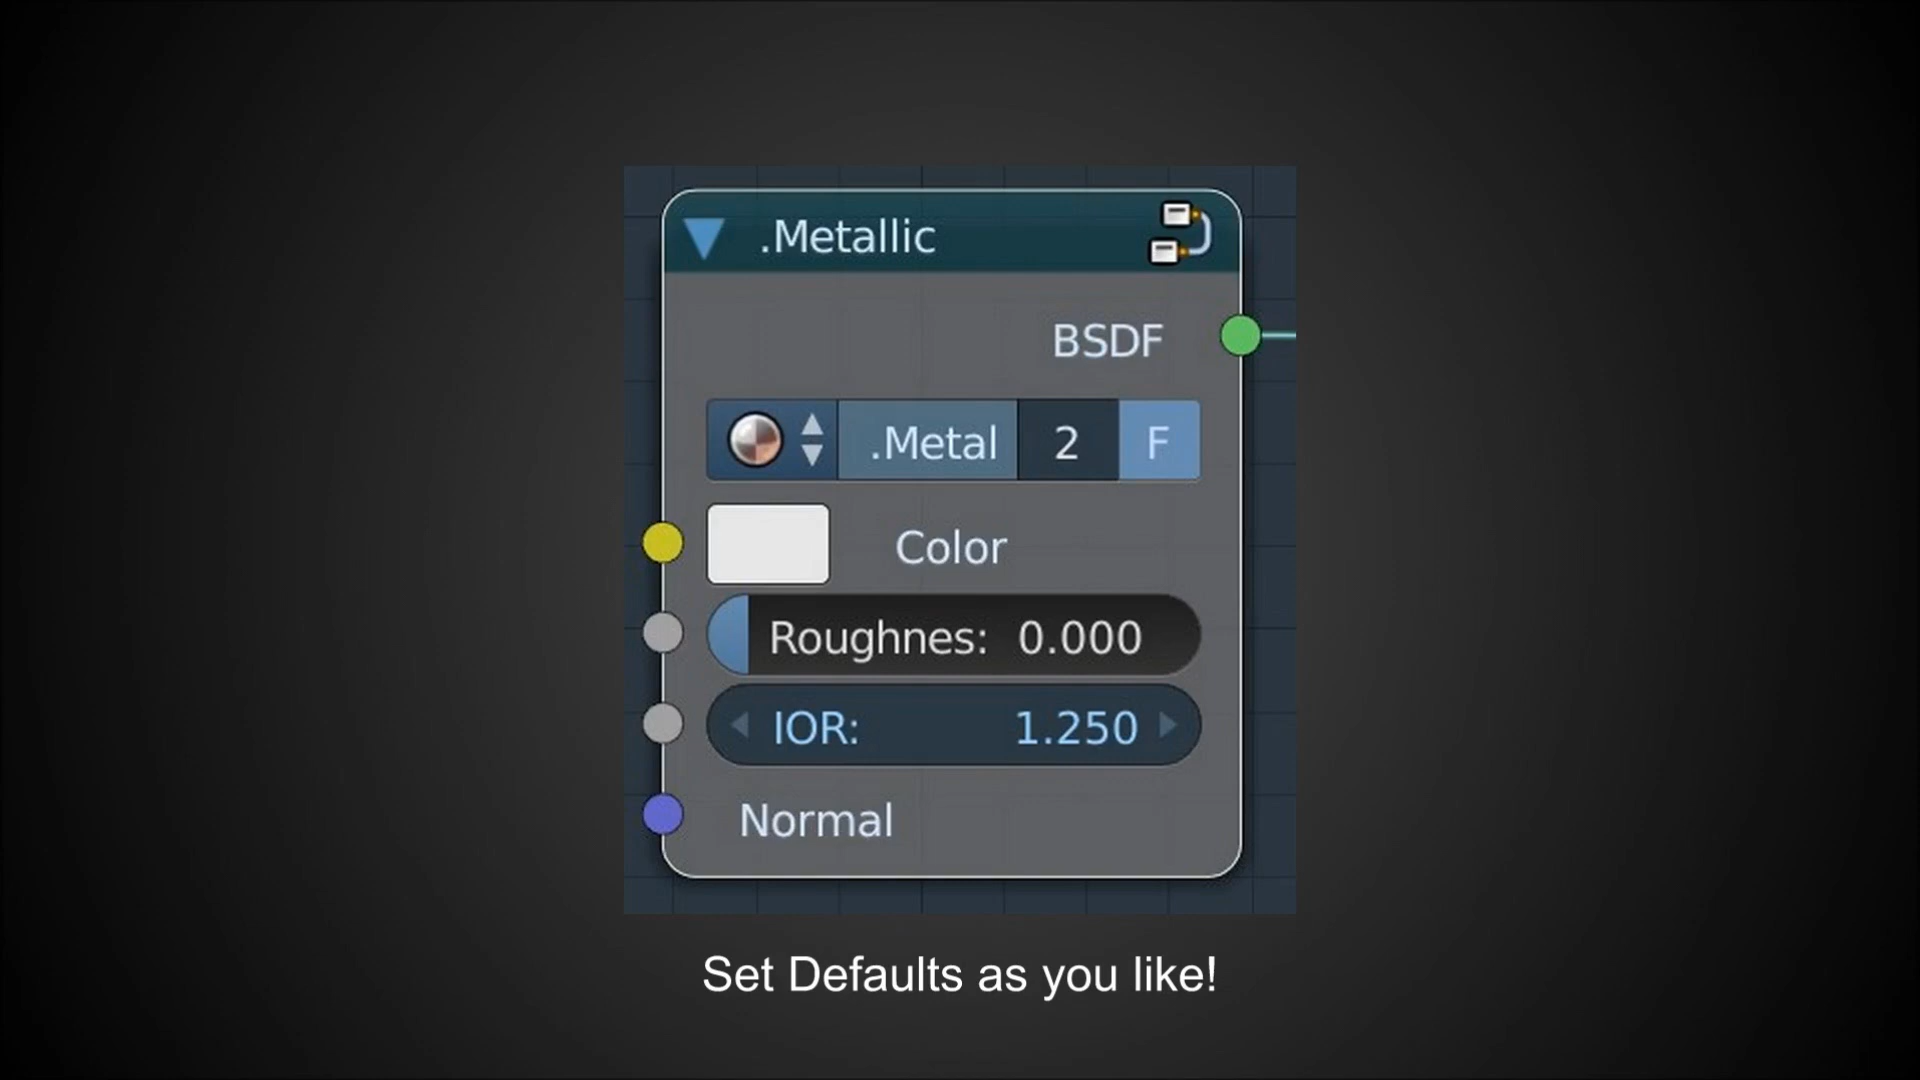 .Metallic
BSDF
.Metal 2 F
Color
Roughnes: 0.000
IOR: 1.250
Normal
Set Defaults as you like!